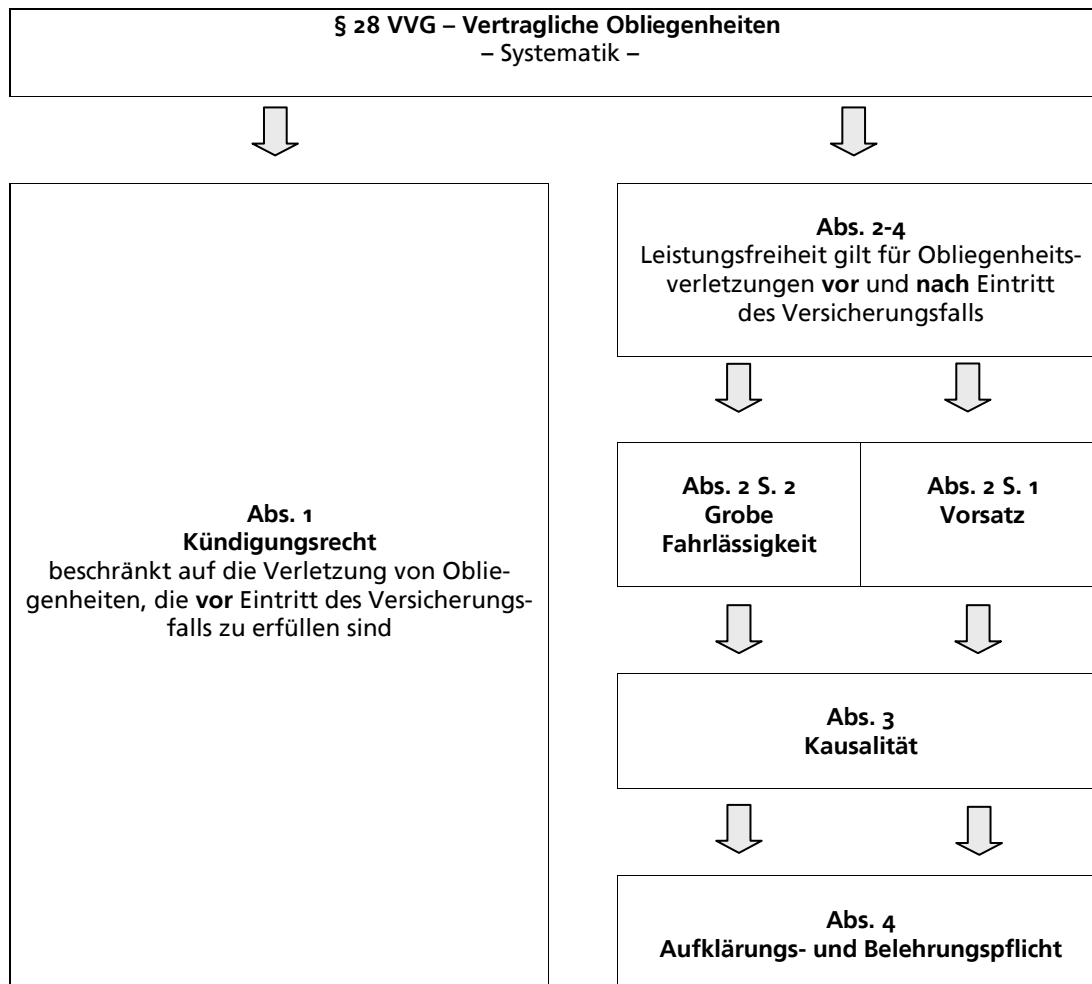 § 28 VVG – Vertragliche Obliegenheiten
– Systematik –
Abs. 1
Kündigungsrecht
beschränkt auf die Verletzung von Oblie-
genheiten, die vor Eintritt des Versicherungs-
falls zu erfüllen sind
Abs. 2-4
Leistungsfreiheit gilt für Obliegenheits-
verletzungen vor und nach Eintritt
des Versicherungsfalls
Abs. 2 S. 2
Grobe
Fahrlässigkeit
Abs. 2 S. 1
Vorsatz
Abs. 3
Kausalität
Abs. 4
Aufklärungs- und Belehrungspflicht